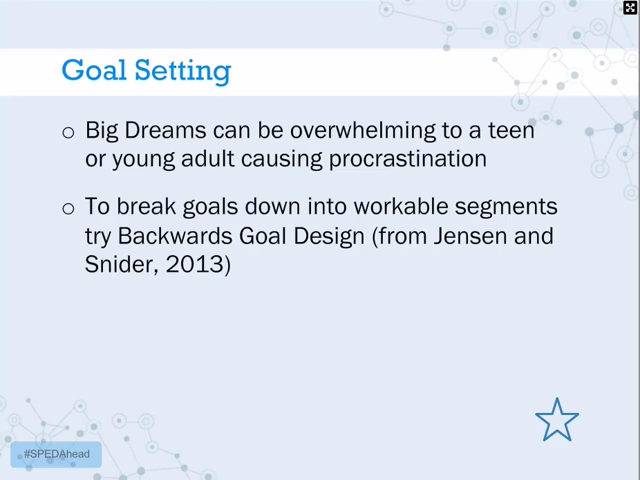 Goal Setting
o Big Dreams can be overwhelming to a teen
or young adult causing procrastination
o To break goals down into workable segments
try Backwards Goal Design (from Jensen and
Snider, 2013)
#SPEDAhead